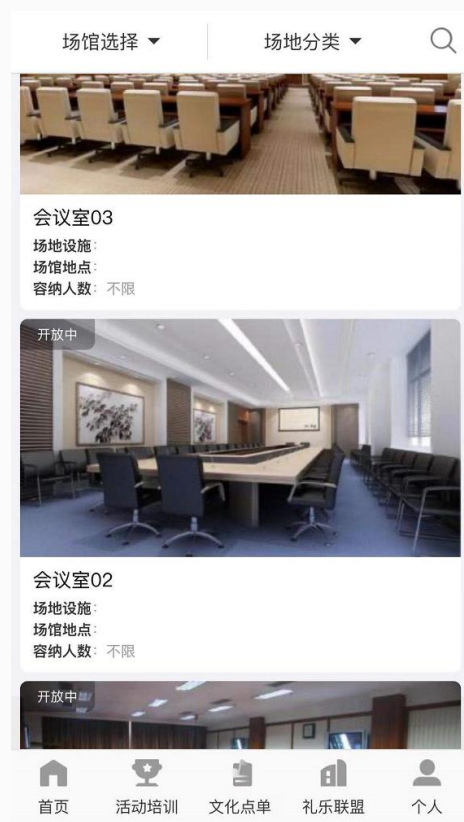 场馆选择
场地分类
会议室03
场地设施:
场馆地点:
容纳人数: 不限
开放中
会议室02
场地设施:
场馆地点:
容纳人数: 不限
开放中
首页
活动培训
文化点单
礼乐联盟
个人